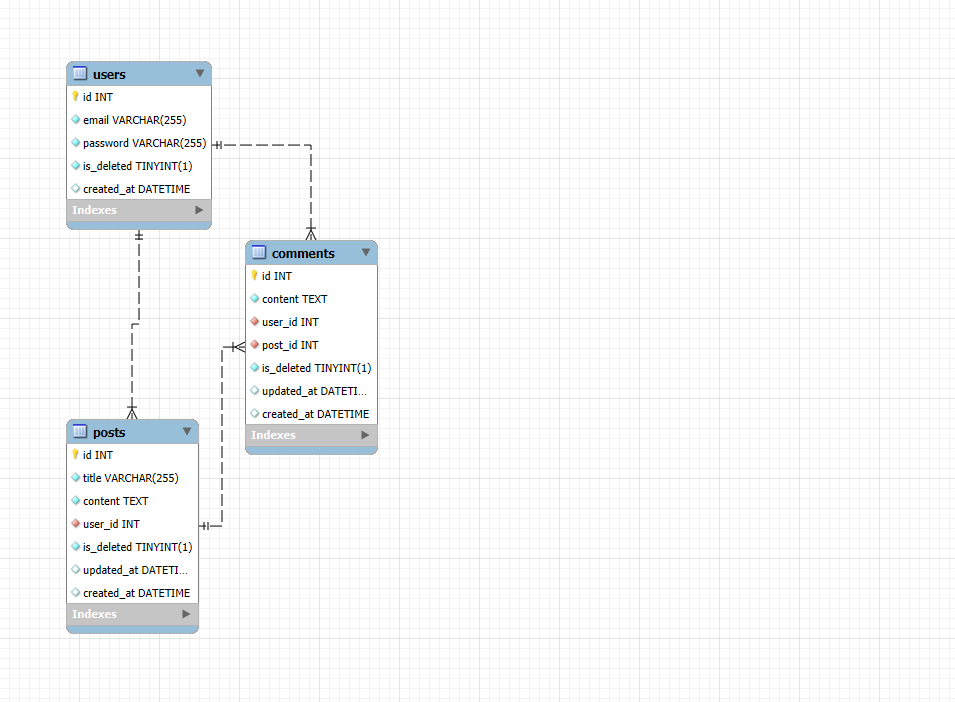 users
id INT
email VARCHAR(255)
password VARCHAR(255)
is_deleted TINYINT(1)
created_at DATETIME
Indexes
comments
id INT
content TEXT
user_id INT
post_id INT
is_deleted TINYINT(1)
updated_at DATETI...
created_at DATETIME
Indexes
posts
id INT
title VARCHAR(255)
content TEXT
user_id INT
is_deleted TINYINT(1)
updated_at DATETI...
created_at DATETIME
Indexes